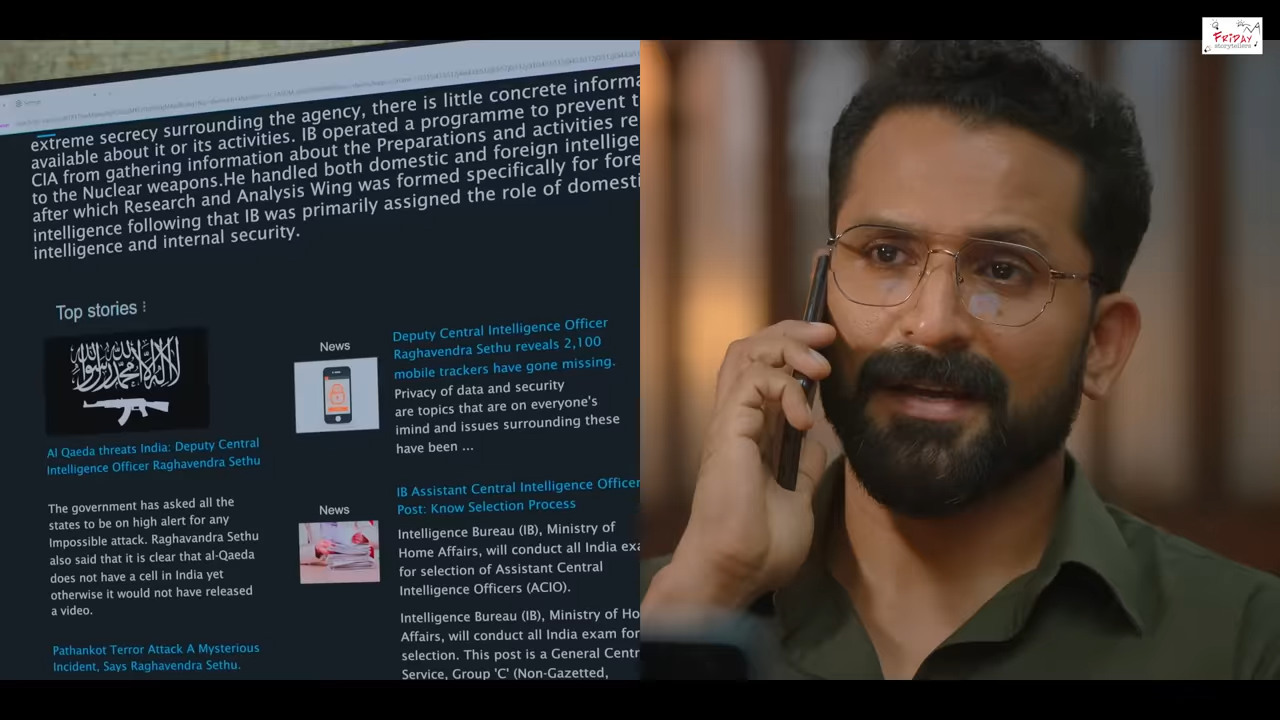 FRiDAY
storytellers
extreme secrecy surrounding the agency, there is little concrete informa
available about it or its activities. IB operated a programme to prevent t
CIA from gathering information about the Preparations and activities re
to the Nuclear weapons.He handled both domestic and foreign intellige
after which Research and Analysis Wing was formed specifically for fore
intelligence following that IB was primarily assigned the role of domesti
intelligence and internal security.
Top stories
Al Qaeda threats India: Deputy Central
Intelligence Officer Raghavendra Sethu
The government has asked all the
states to be on high alert for any
Impossible attack. Raghavandra Sethu
also said that it is clear that al-Qaeda
does not have a cell in India yet
otherwise it would not have released
a video.
Pathankot Terror Attack A Mysterious
Incident, Says Raghavendra Sethu.
News
Deputy Central Intelligence Officer
Raghavendra Sethu reveals 2,100
mobile trackers have gone missing.
Privacy of data and security
are topics that are on everyone's
imind and issues surrounding these
have been ...
News
IB Assistant Central Intelligence Officer
Post: Know Selection Process
Intelligence Bureau (IB), Ministry of
Home Affairs, will conduct all India exa
for selection of Assistant Central
Intelligence Officers (ACIO).
Intelligence Bureau (IB), Ministry of Ho
Affairs, will conduct all India exam for
selection. This post is a General Centr
Service, Group 'C' (Non-Gazetted,